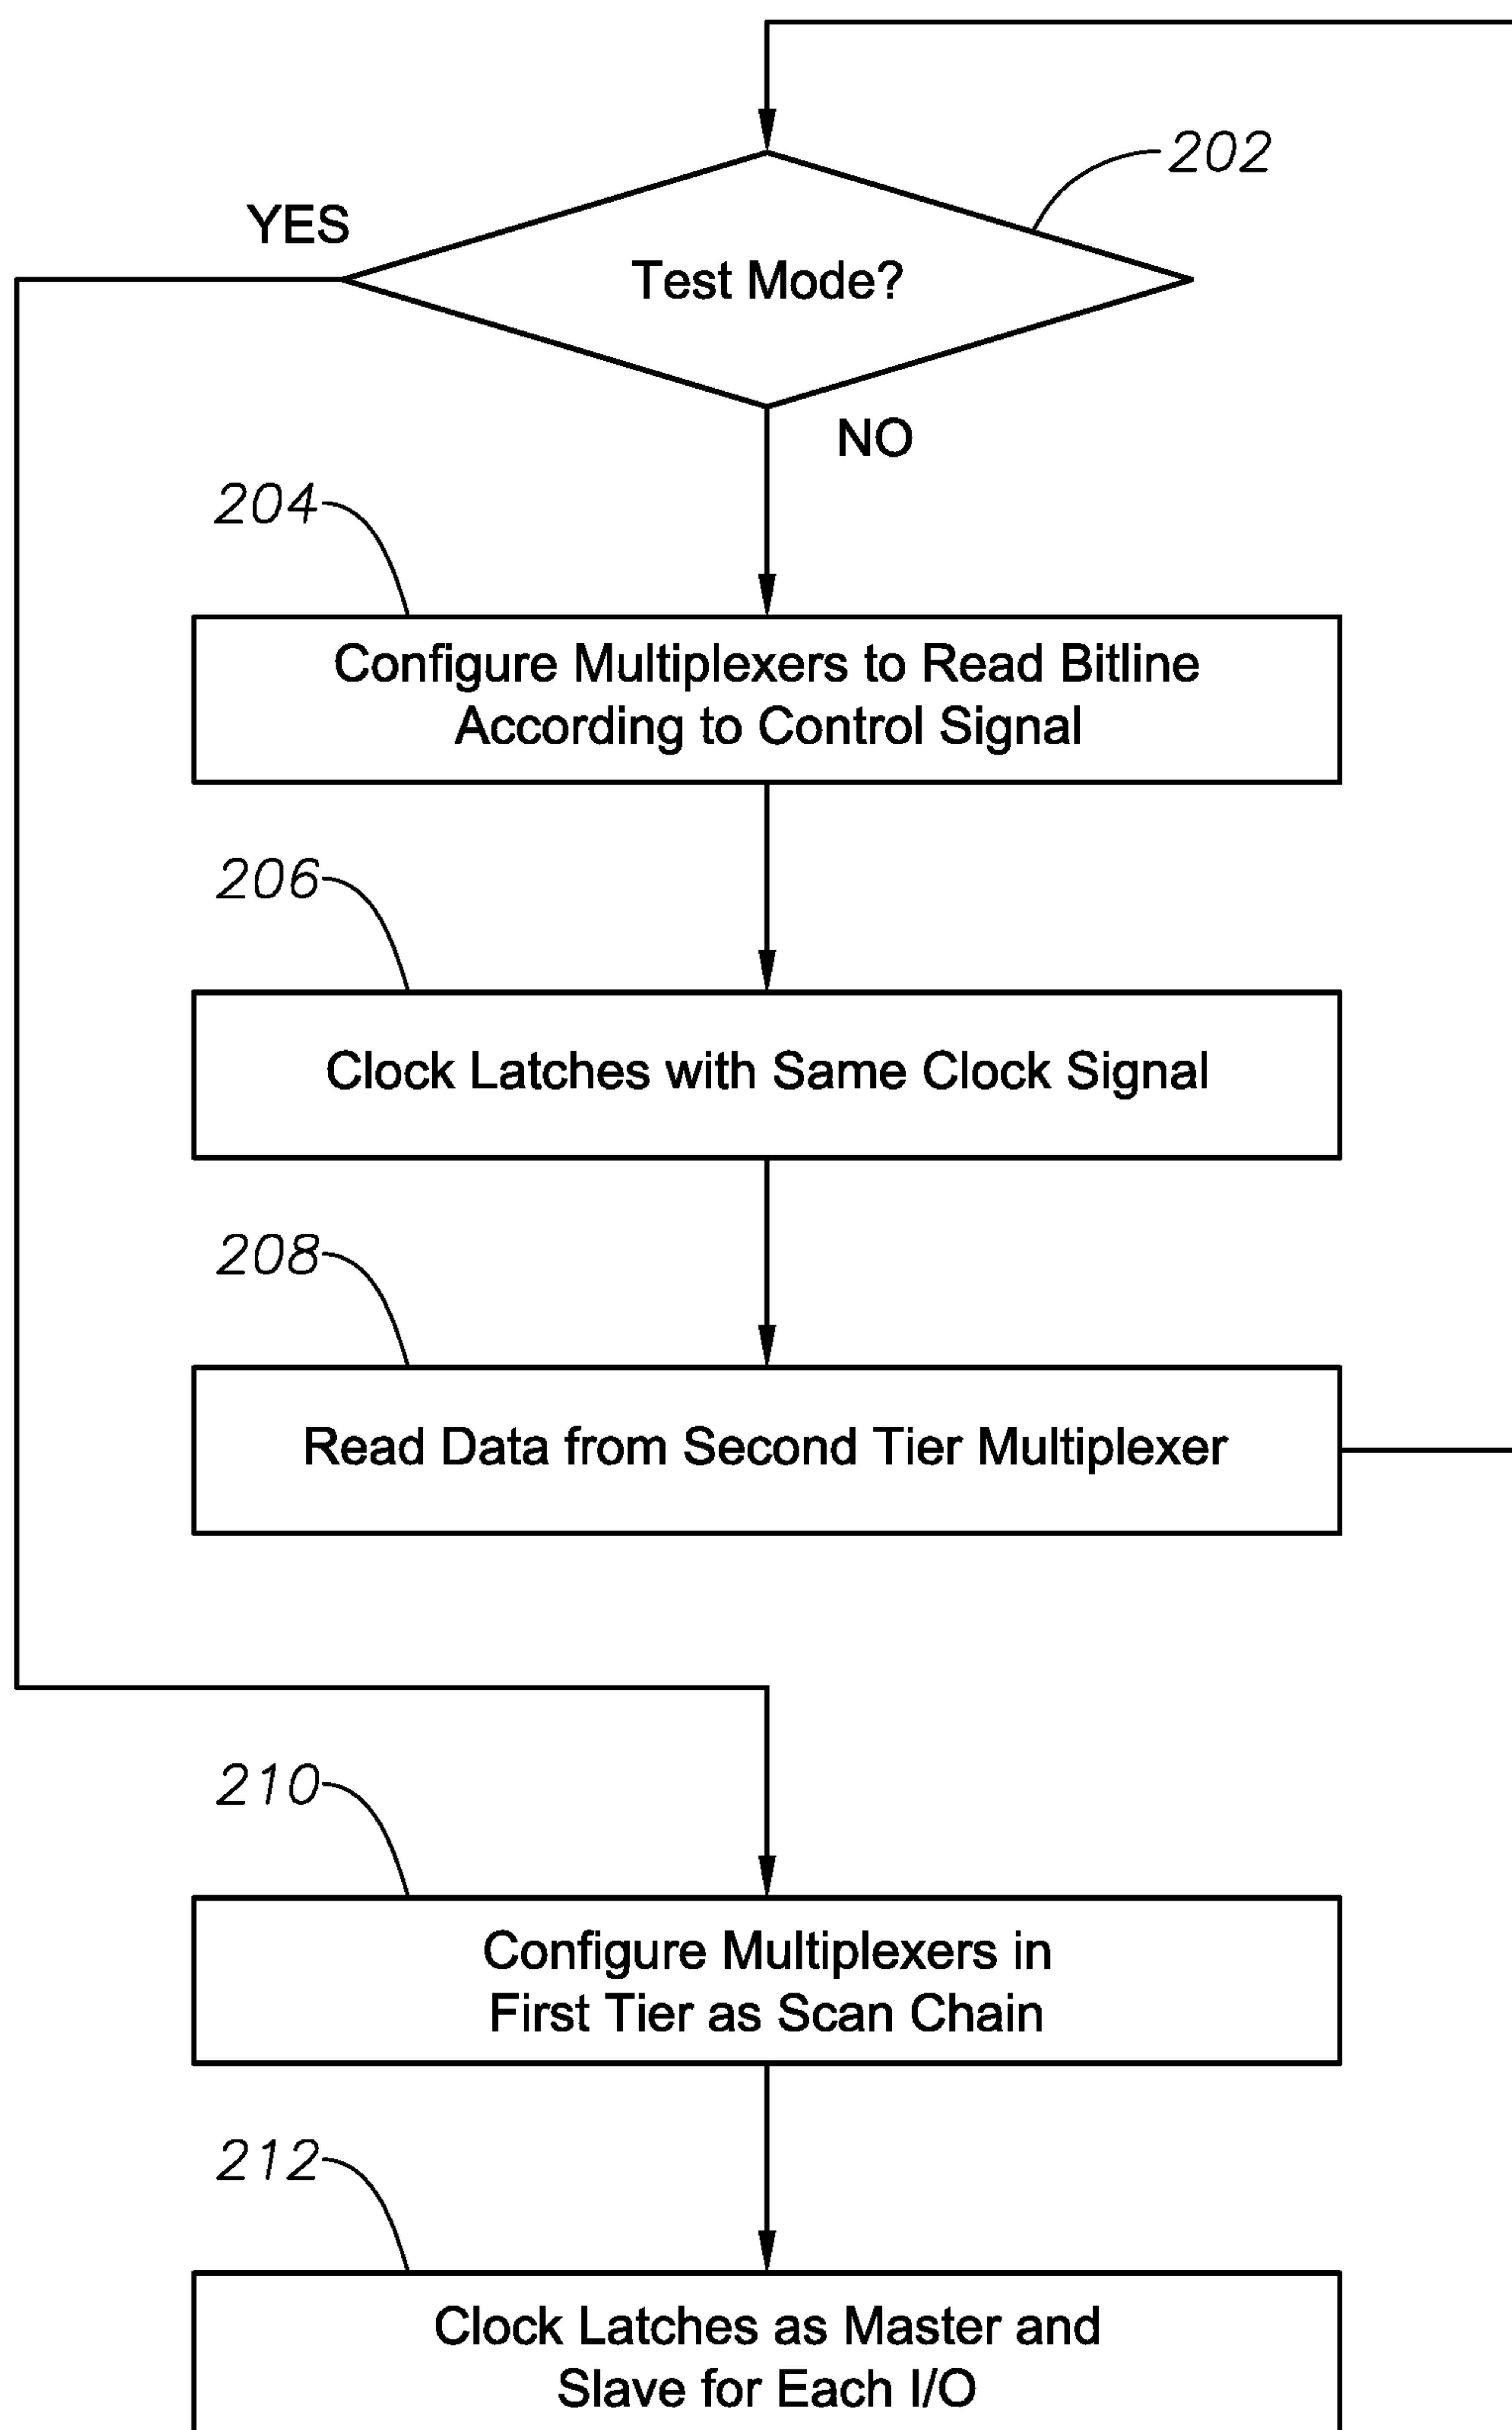 202
YES
Test Mode?
NO
204
Configure Multiplexers to Read Bitline
According to Control Signal
206
Clock Latches with Same Clock Signal
208
Read Data from Second Tier Multiplexer
210
Configure Multiplexers in
First Tier as Scan Chain
212
Clock Latches as Master and
Slave for Each I/O